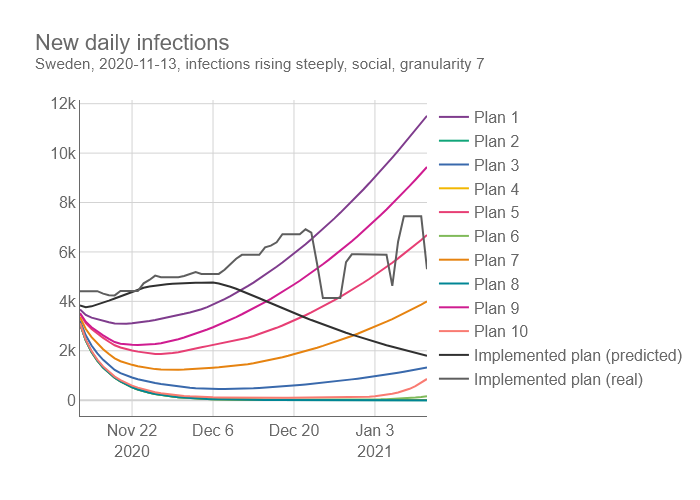 New daily infections
Sweden, 2020-11-13, infections rising steeply, social, granularity 7
12k
10k
8k
6k
4k
2k
0
Nov 22
2020
Dec 6
Dec 20
Jan 3
2021
Plan 1
Plan 2
Plan 3
Plan 4
Plan 5
Plan 6
Plan 7
Plan 8
Plan 9
Plan 10
Implemented plan (predicted)
Implemented plan (real)